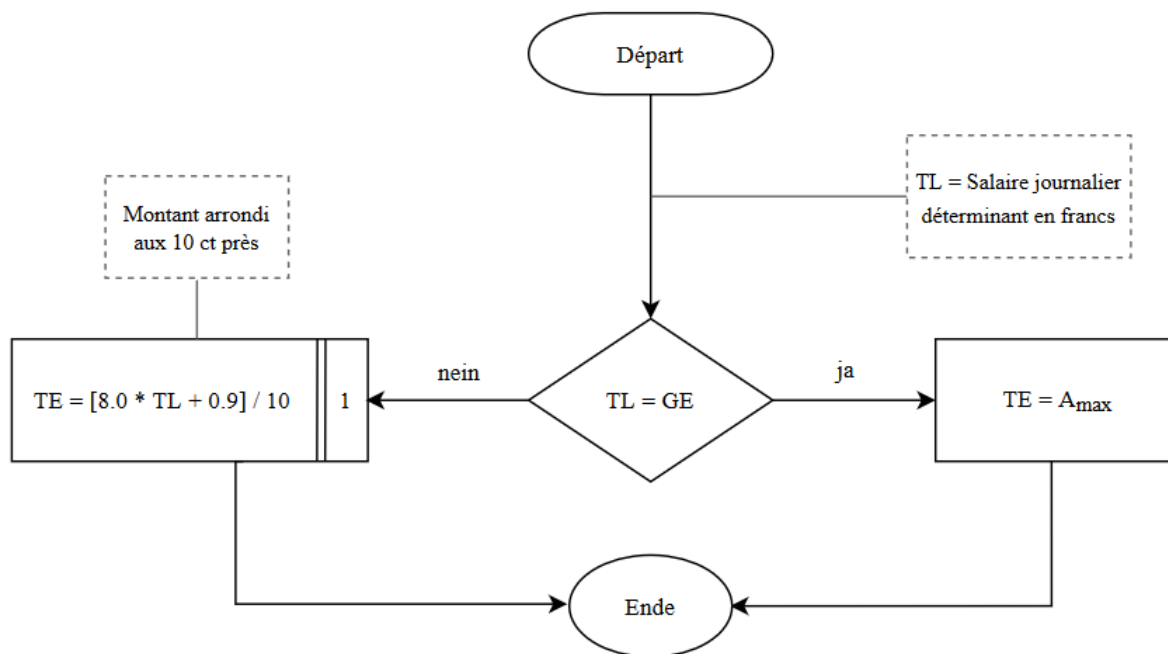 Départ
TL = Salaire journalier
déterminant en francs
Montant arrondi
aux 10 ct près
nein
ja
TE = [8.0 * TL + 0.9] / 10
1
TL = GE
TE = Amax
Ende